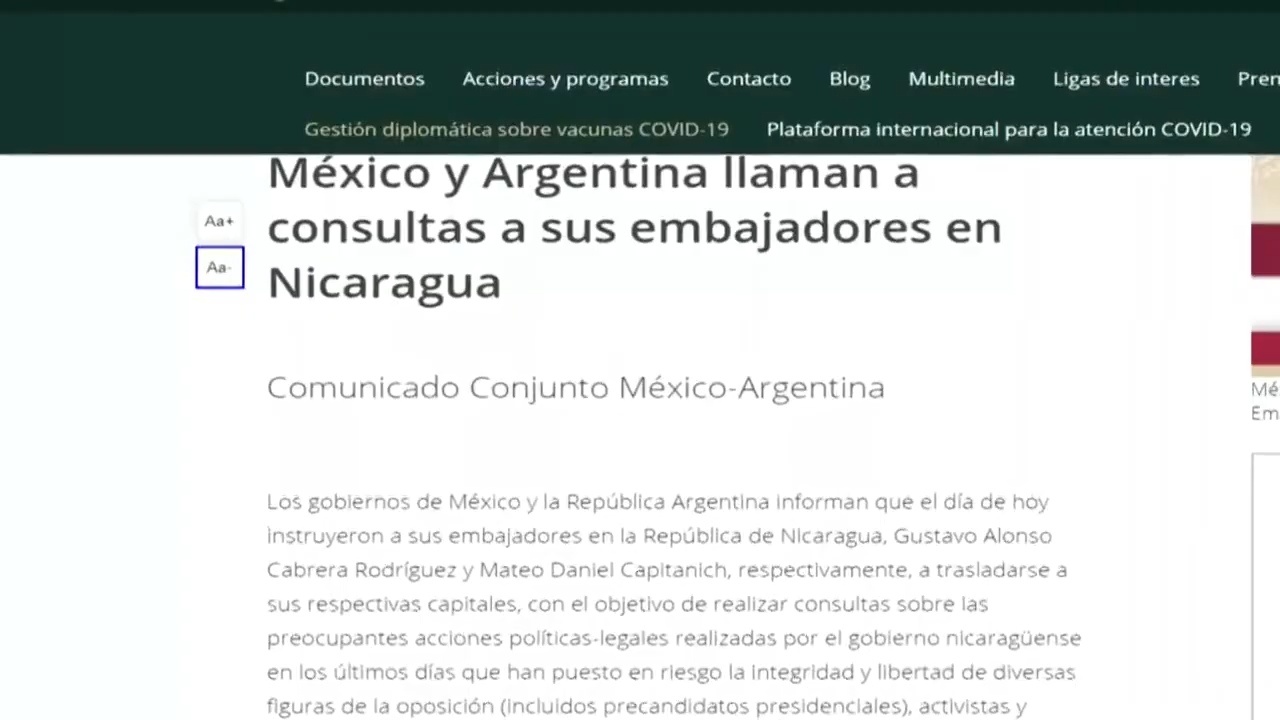 Documentos Acciones y programas Contacto Blog Multimedia Ligas de interes
Gestión diplomática sobre vacunas COVID-19 Plataforma internacional para la atención COVID-19
México y Argentina llaman a
consultas a sus embajadores en
Nicaragua
Aa+
Aa-
Comunicado Conjunto México-Argentina
Los gobiernos de México y la República Argentina informan que el día de hoy
instruyeron a sus embajadores en la República de Nicaragua, Gustavo Alonso
Cabrera Rodríguez y Mateo Daniel Capitanich, respectivamente, a trasladarse a
sus respectivas capitales, con el objetivo de realizar consultas sobre las
preocupantes acciones políticas-legales realizadas por el gobierno nicaragüense
en los últimos días que han puesto en riesgo la integridad y libertad de diversas
figuras de la oposición (incluidos precandidatos presidenciales), activistas y